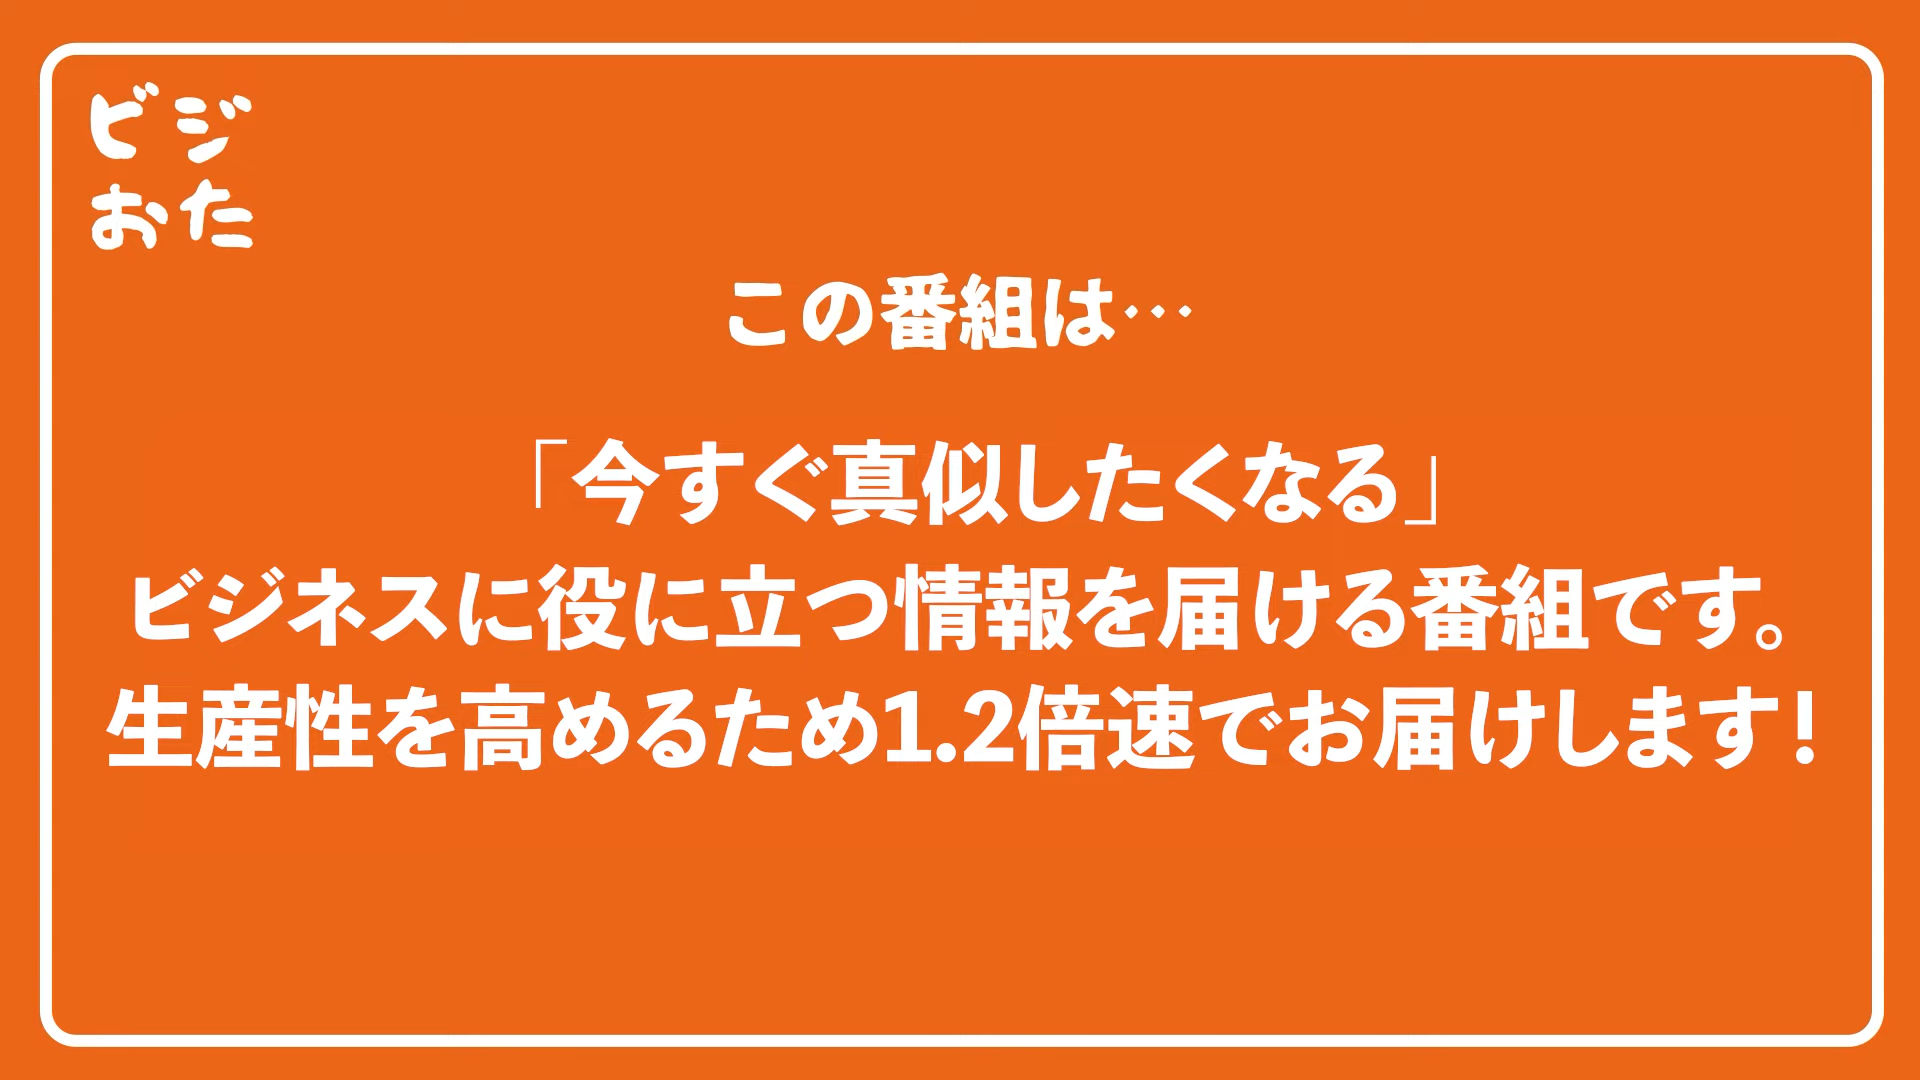 ビジ
おた
この番組は…
「今すぐ真似したくなる」
ビジネスに役に立つ情報を届ける番組です。
生産性を高めるため1.2倍速でお届けします!